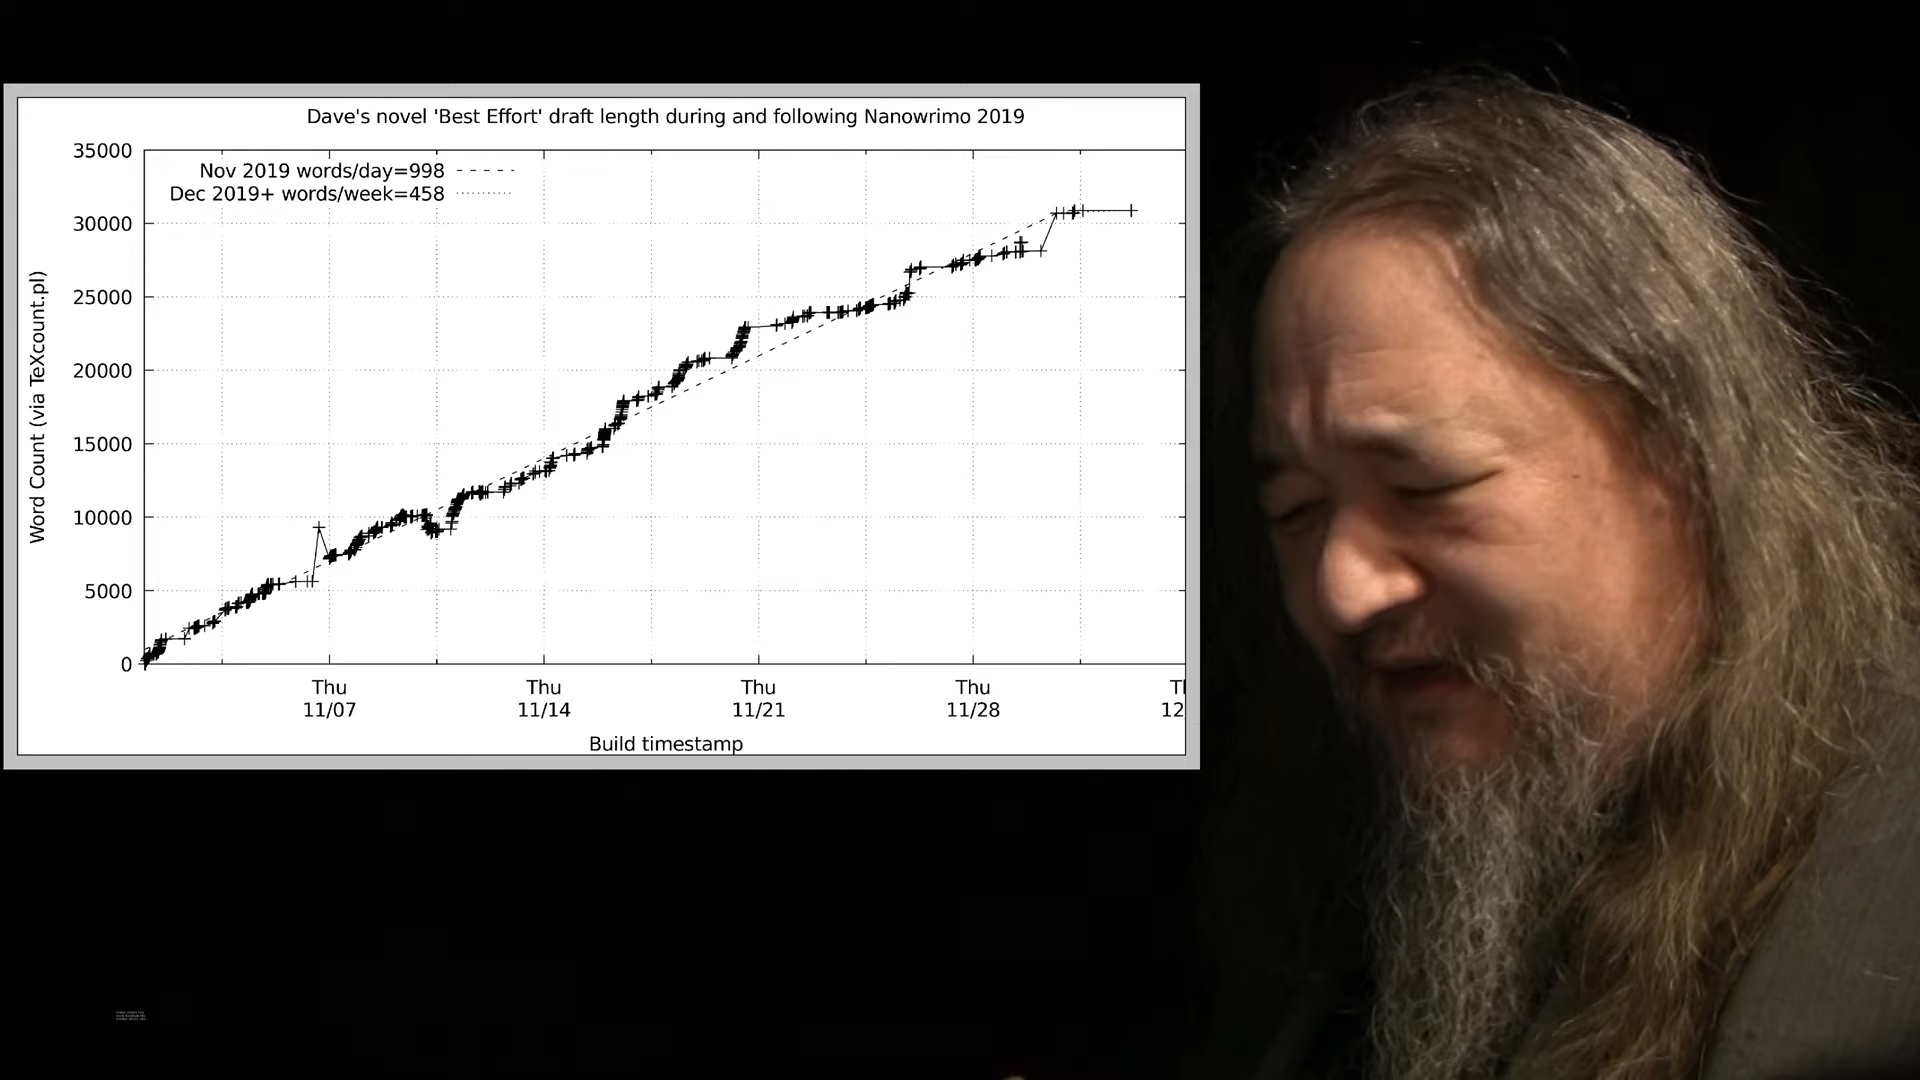 Dave's novel 'Best Effort' draft length during and following Nanowrimo 2019
35000
Nov 2019 words/day=998
Dec 2019+ words/week=458
30000
25000
20000
15000
10000
5000
0
Word Count (via TeXcount.pl)
Thu
11/07
Thu
11/14
Thu
11/21
Thu
11/28
12
Build timestamp